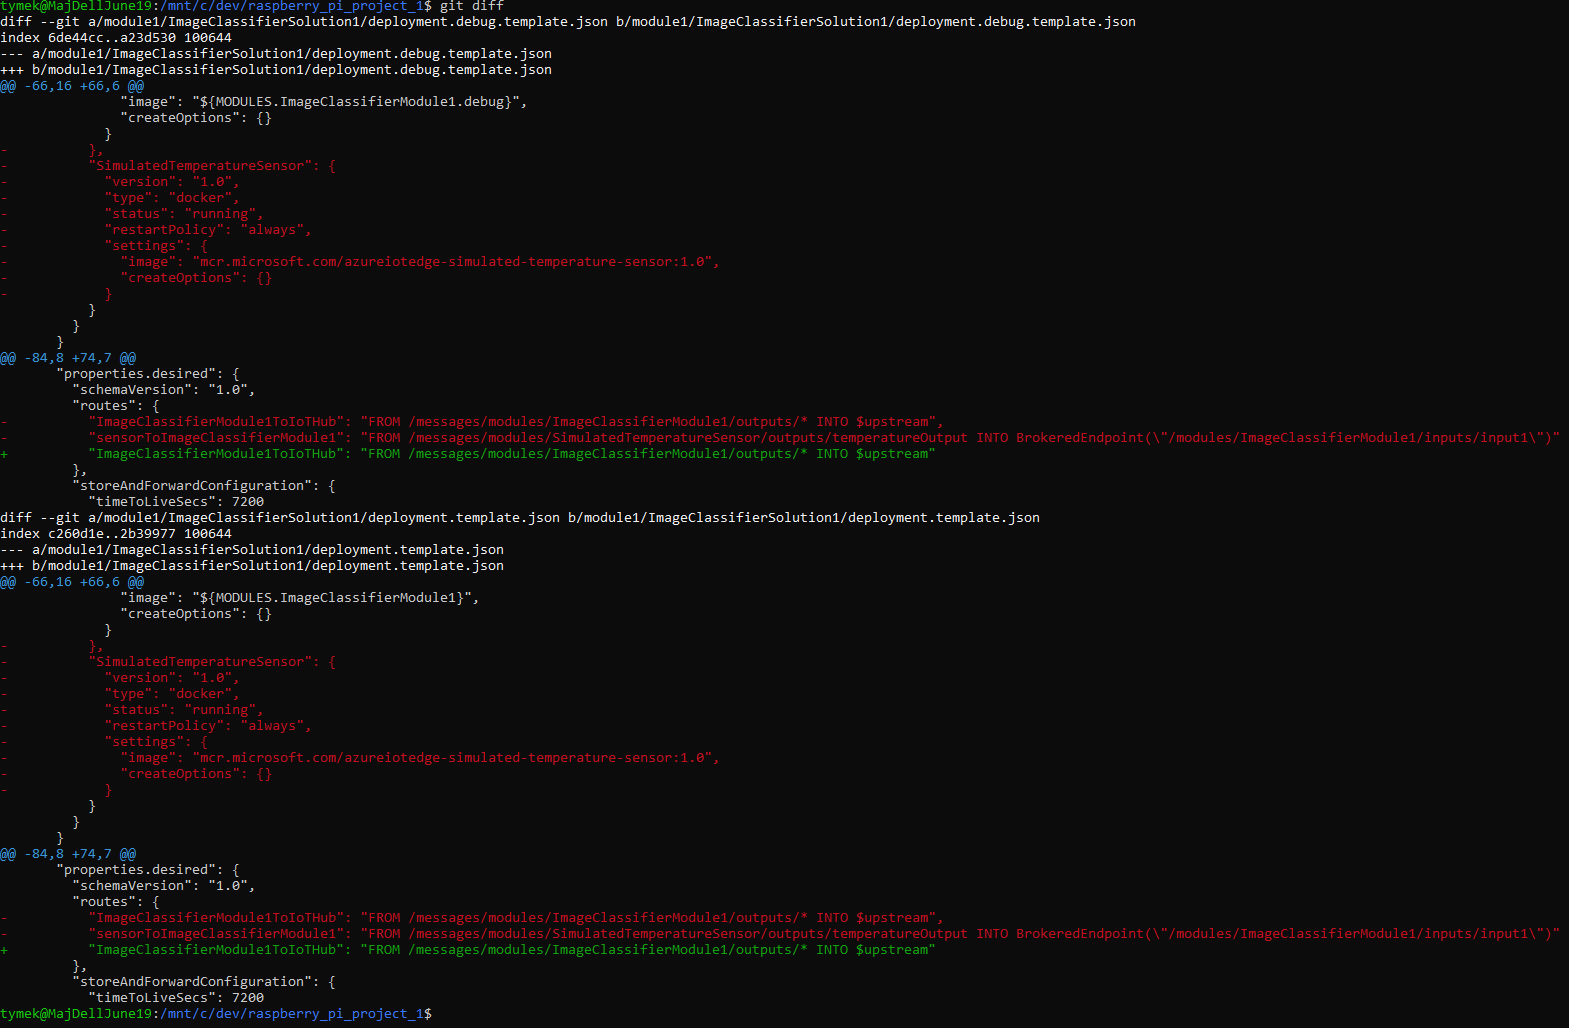 tymek@MajDellJune19:/mnt/c/dev/raspberry_pi_project_1$ git diff
diff --git a/module1/ImageClassifierSolution1/deployment.debug.template.json b/module1/ImageClassifierSolution1/deployment.debug.template.json
index 6de44cc..a23d530 100644
--- a/module1/ImageClassifierSolution1/deployment.debug.template.json
+++ b/module1/ImageClassifierSolution1/deployment.debug.template.json
@@ -66,16 +66,6 @@
               "image": "${MODULES.ImageClassifierModule1.debug}",
               "createOptions": {}
             }
-          },
-          "SimulatedTemperatureSensor": {
-            "version": "1.0",
-            "type": "docker",
-            "status": "running",
-            "restartPolicy": "always",
-            "settings": {
-              "image": "mcr.microsoft.com/azureiotedge-simulated-temperature-sensor:1.0",
-              "createOptions": {}
-            }
           }
         }
       }
@@ -84,8 +74,7 @@
       "properties.desired": {
         "schemaVersion": "1.0",
         "routes": {
-          "ImageClassifierModule1ToIoTHub": "FROM /messages/modules/ImageClassifierModule1/outputs/* INTO $upstream",
-          "sensorToImageClassifierModule1": "FROM /messages/modules/SimulatedTemperatureSensor/outputs/temperatureOutput INTO BrokeredEndpoint(\"/modules/ImageClassifierModule1/inputs/input1\")"
+          "ImageClassifierModule1ToIoTHub": "FROM /messages/modules/ImageClassifierModule1/outputs/* INTO $upstream"
         },
         "storeAndForwardConfiguration": {
           "timeToLiveSecs": 7200
diff --git a/module1/ImageClassifierSolution1/deployment.template.json b/module1/ImageClassifierSolution1/deployment.template.json
index c260d1e..2b39977 100644
--- a/module1/ImageClassifierSolution1/deployment.template.json
+++ b/module1/ImageClassifierSolution1/deployment.template.json
@@ -66,16 +66,6 @@
               "image": "${MODULES.ImageClassifierModule1}",
               "createOptions": {}
             }
-          },
-          "SimulatedTemperatureSensor": {
-            "version": "1.0",
-            "type": "docker",
-            "status": "running",
-            "restartPolicy": "always",
-            "settings": {
-              "image": "mcr.microsoft.com/azureiotedge-simulated-temperature-sensor:1.0",
-              "createOptions": {}
-            }
           }
         }
       }
@@ -84,8 +74,7 @@
       "properties.desired": {
         "schemaVersion": "1.0",
         "routes": {
-          "ImageClassifierModule1ToIoTHub": "FROM /messages/modules/ImageClassifierModule1/outputs/* INTO $upstream",
-          "sensorToImageClassifierModule1": "FROM /messages/modules/SimulatedTemperatureSensor/outputs/temperatureOutput INTO BrokeredEndpoint(\"/modules/ImageClassifierModule1/inputs/input1\")"
+          "ImageClassifierModule1ToIoTHub": "FROM /messages/modules/ImageClassifierModule1/outputs/* INTO $upstream"
         },
         "storeAndForwardConfiguration": {
           "timeToLiveSecs": 7200
tymek@MajDellJune19:/mnt/c/dev/raspberry_pi_project_1$